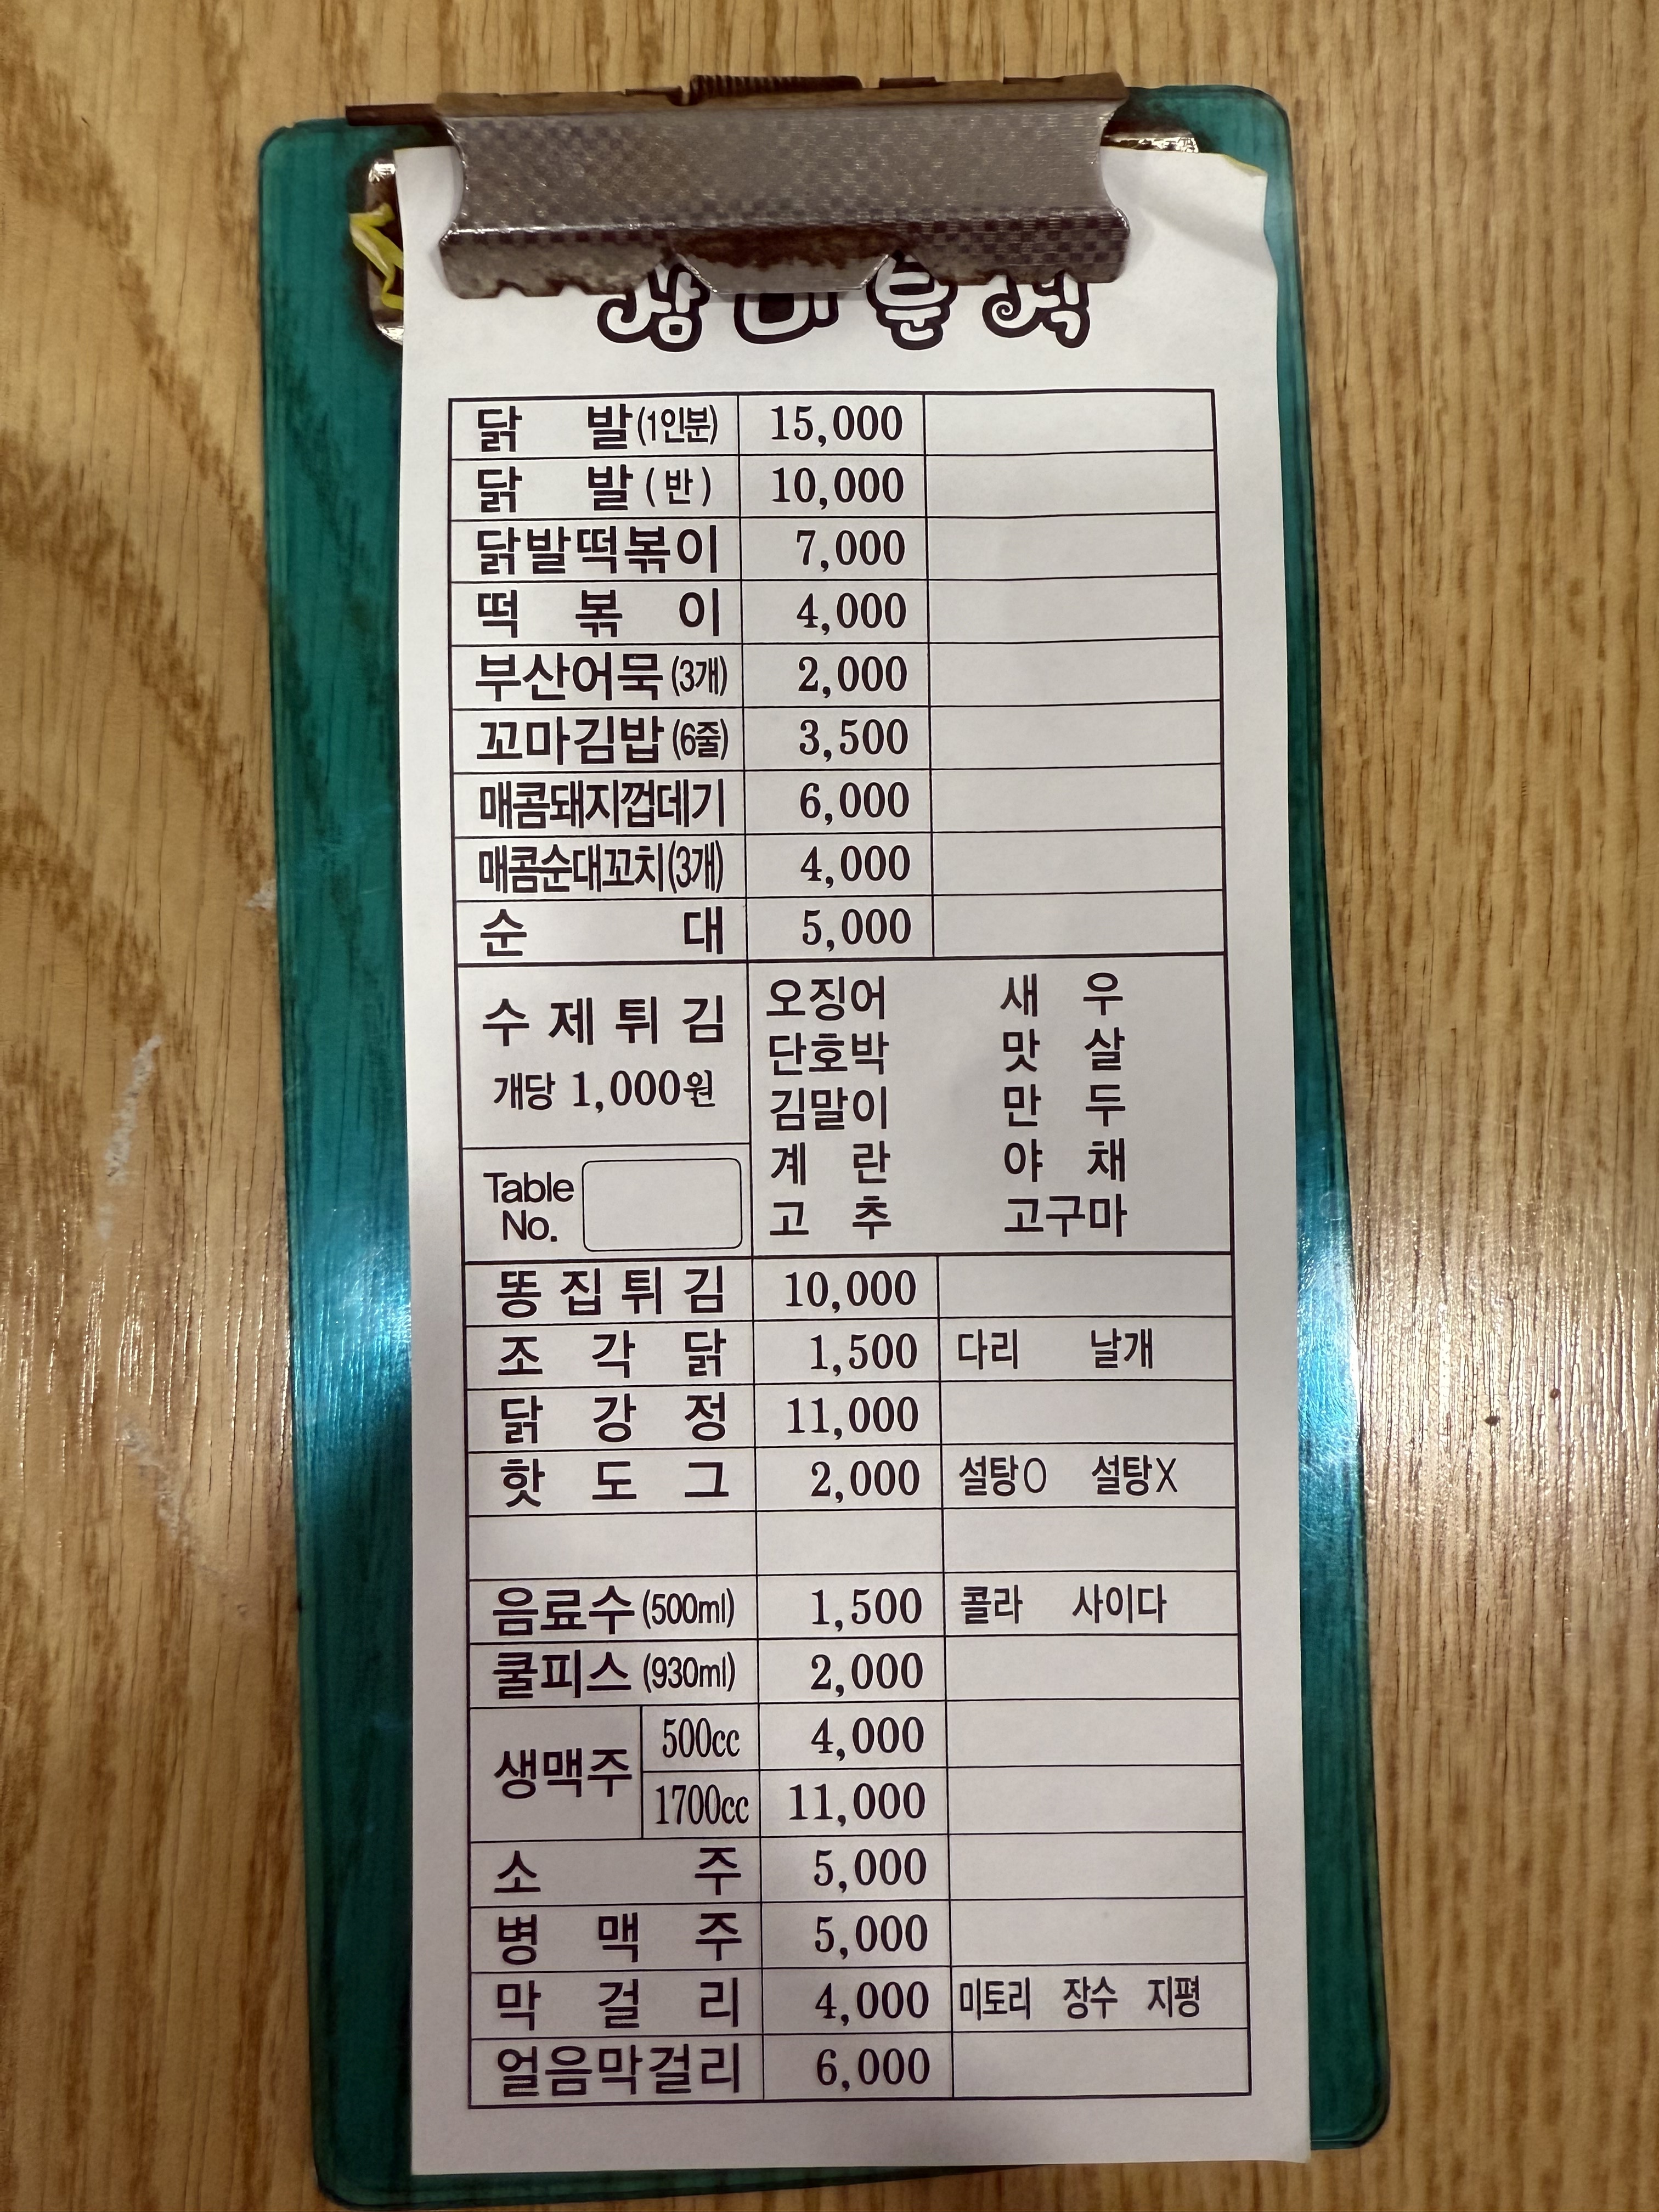 분식
닭발(1인분) 15,000
닭발(반) 10,000
닭발떡볶이 7,000
떡볶이 4,000
부산어묵(3개) 2,000
꼬마김밥(6줄) 3,500
매콤돼지껍데기 6,000
매콤순대꼬치(3개) 4,000
순대 5,000
수제튀김
개당 1,000원
오징어 새우
단호박 맛살
김말이 만두
계란 야채
고추 고구마
Table
No.
똥집튀김 10,000
조각닭 1,500 다리 날개
닭강정 11,000
핫도그 2,000 설탕O 설탕X
음료수(500ml) 1,500 콜라 사이다
쿨피스(930ml) 2,000
생맥주 500cc 4,000
1700cc 11,000
소주 5,000
병맥주 5,000
막걸리 4,000 미토리 장수 지평
얼음막걸리 6,000